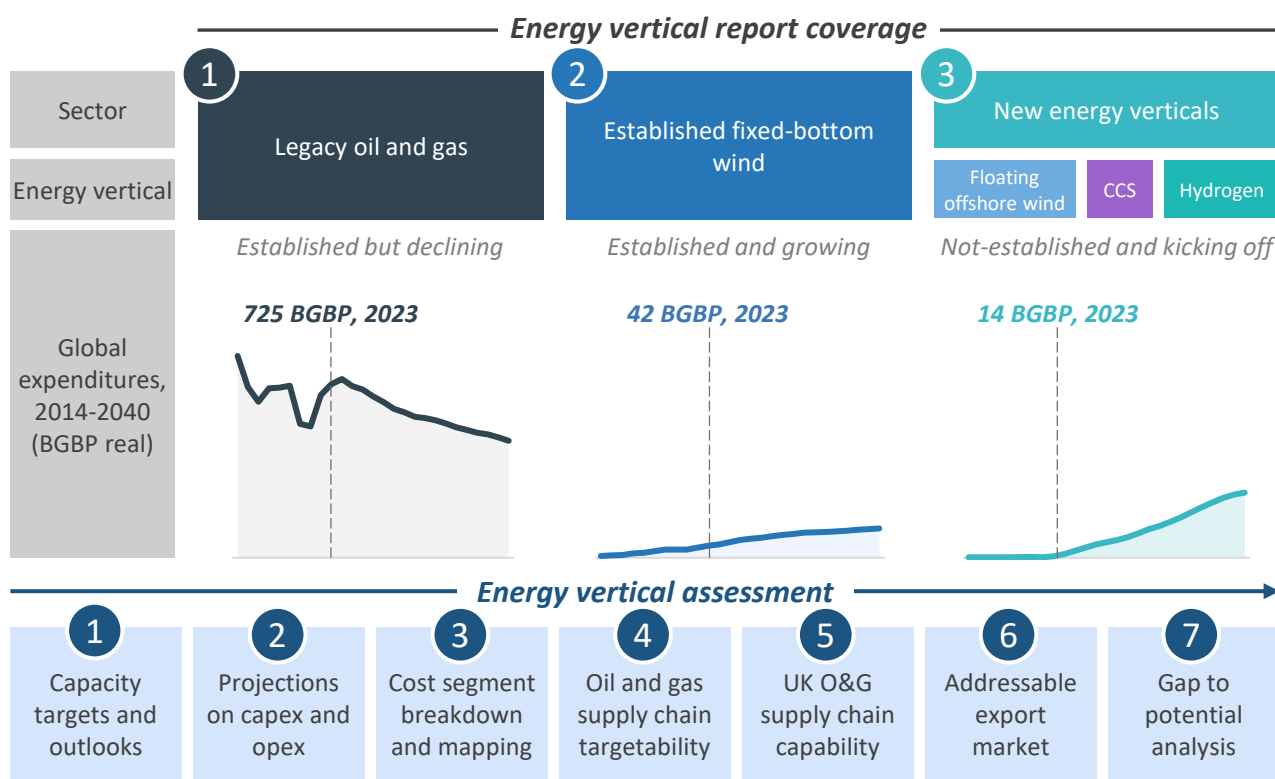 Energy vertical report coverage
1
2
3
Sector
Legacy oil and gas
Established fixed-bottom
wind
New energy verticals
Energy vertical
Floating
offshore wind
CCS
Hydrogen
Established but declining
Established and growing
Not-established and kicking off
Global
expenditures,
2014-2040
(BGBP real)
725 BGBP, 2023
42 BGBP, 2023
14 BGBP, 2023
Energy vertical assessment
1
Capacity
targets and
outlooks
2
Projections
on capex and
opex
3
Cost segment
breakdown
and mapping
4
Oil and gas
supply chain
targetability
5
UK O&G
supply chain
capability
6
Addressable
export
market
7
Gap to
potential
analysis